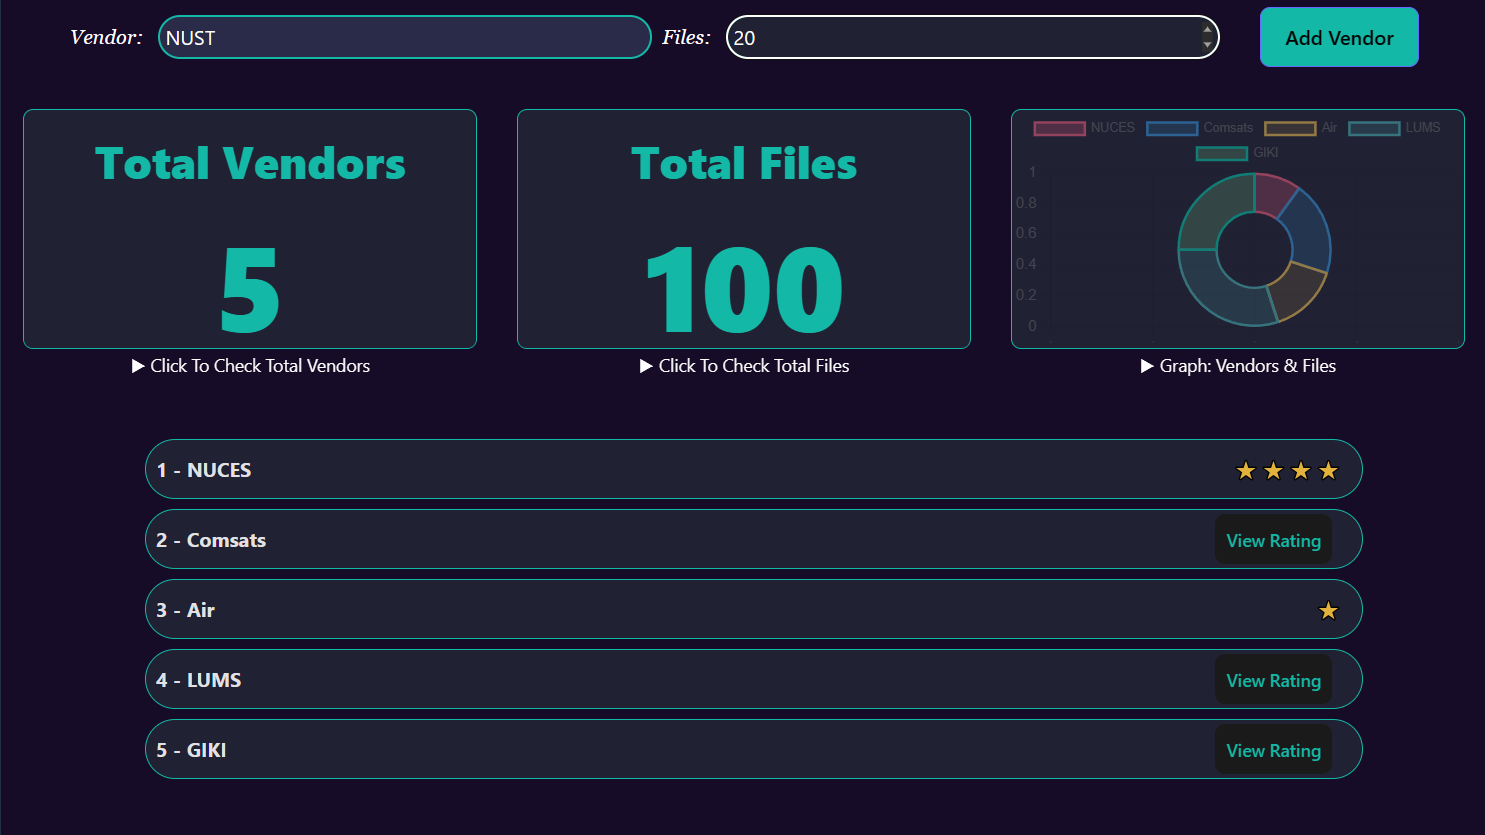 Vendor: NUST Files: 20 Add Vendor
Total Vendors
5
▶ Click To Check Total Vendors
Total Files
100
▶ Click To Check Total Files
NUCES Comsats Air LUMS
GIKI
1
0.8
0.6
0.4
0.2
0
▶ Graph: Vendors & Files
1 - NUCES ★ ★ ★ ★
2 - Comsats View Rating
3 - Air ★
4 - LUMS View Rating
5 - GIKI View Rating